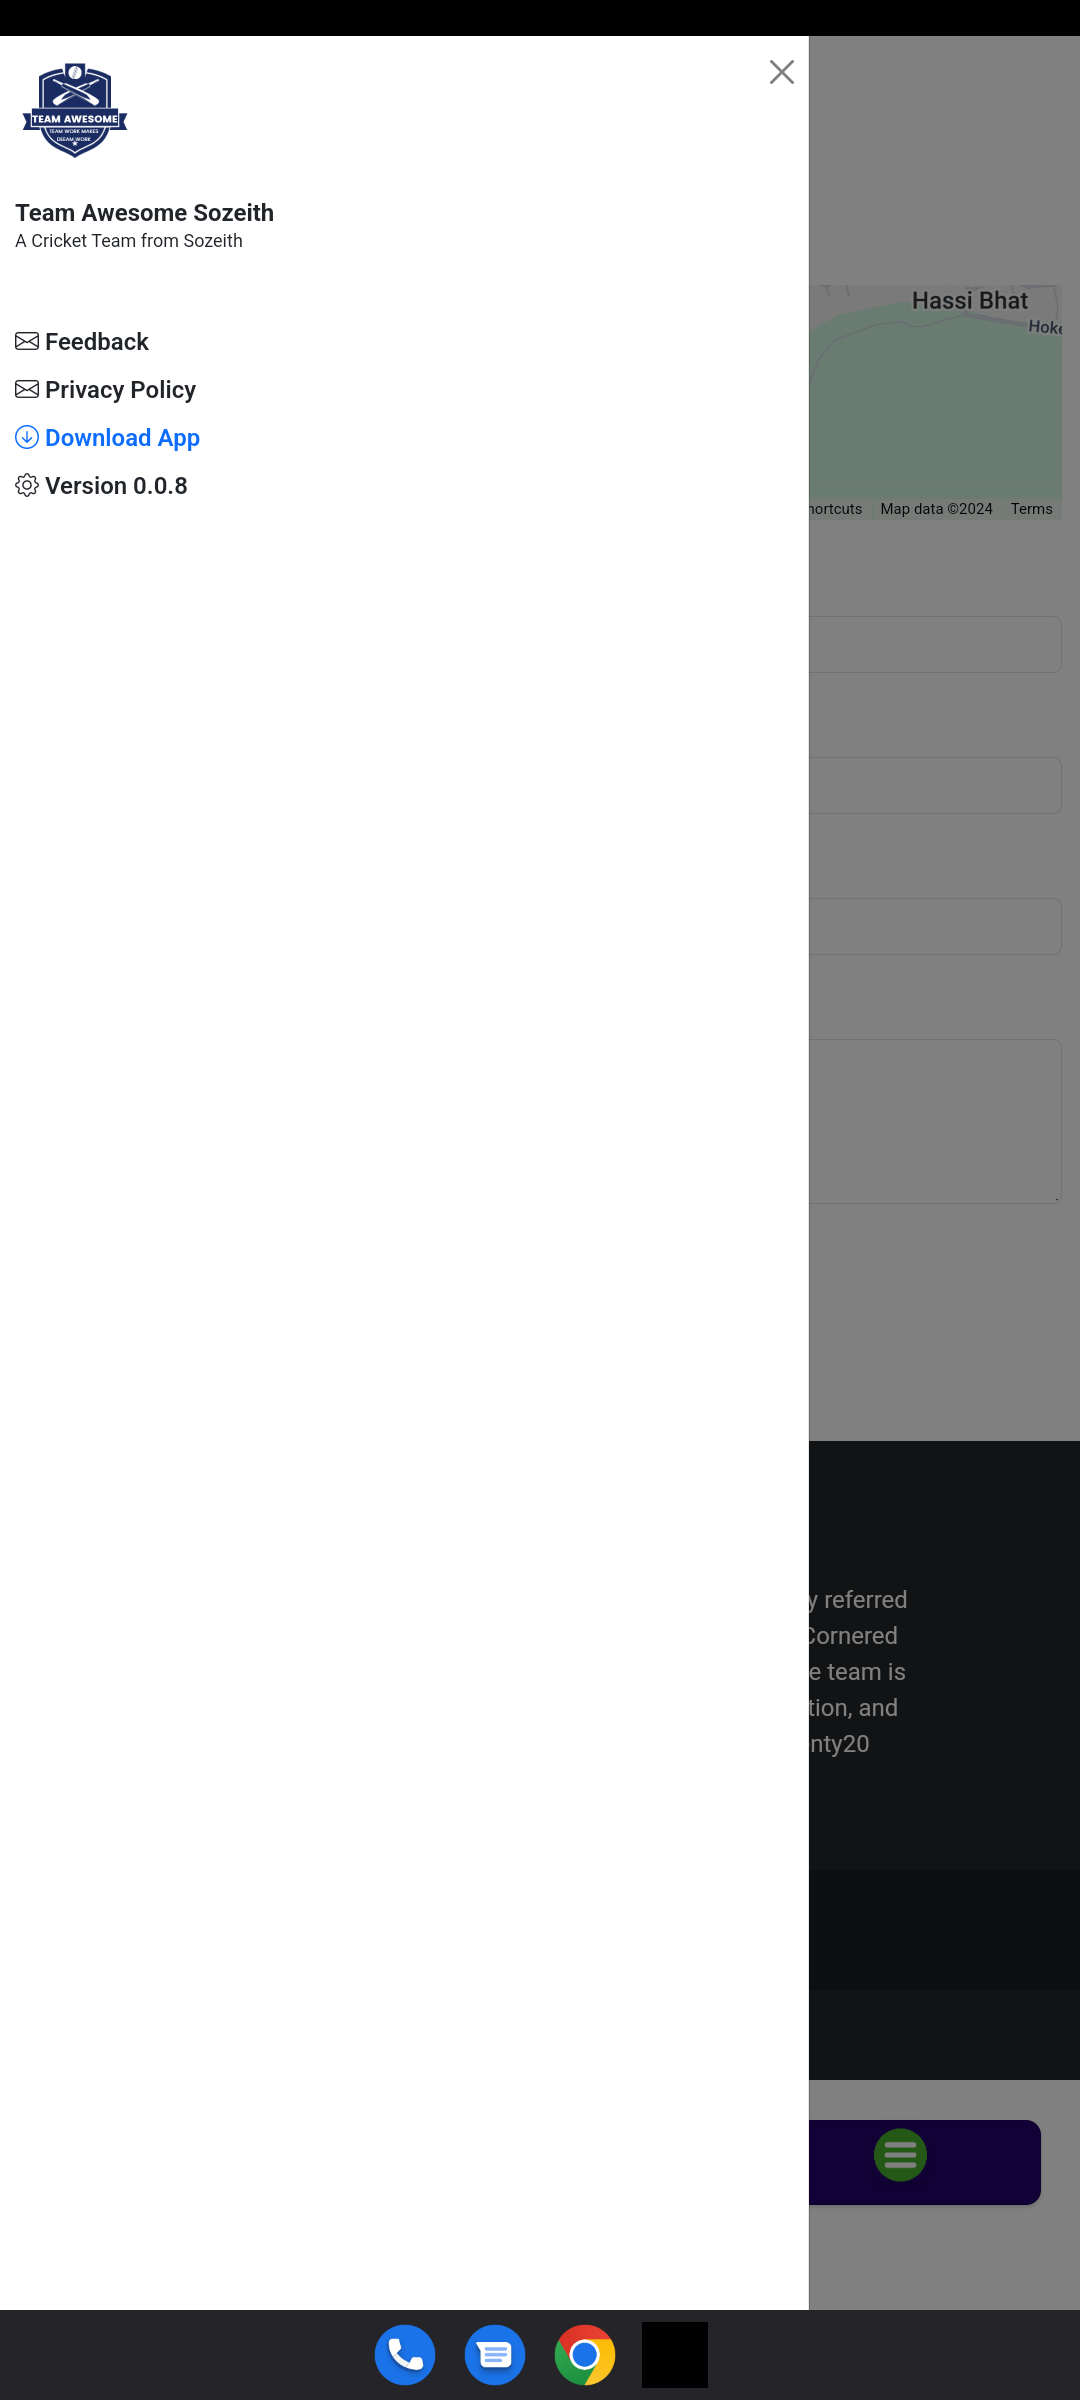 TEAM AWESOME
TEAM WORK MAKES
DREAM WORK
Team Awesome Sozeith
A Cricket Team from Sozeith
Feedback
Privacy Policy
Download App
Version 0.0.8
Hassi Bhat
Hoke
hortcuts
Map data ©2024
Terms
y referred
Cornered
e team is
tion, and
enty20